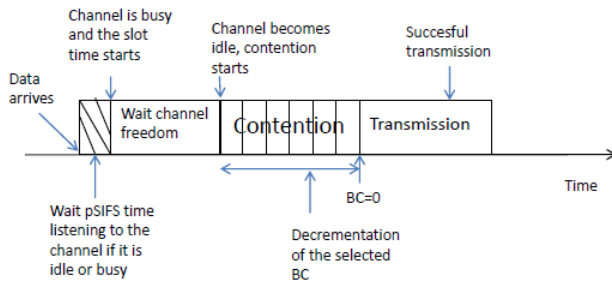 Channel is busy
and the slot
time starts
Channel becomes
idle, contention
starts
Succesful
transmission
Data
arrives
Wait channel
freedom
Contention
Transmission
Time
Wait pSIFS time
listening to the
channel if it is
idle or busy
BC=0
Decrementation
of the selected
BC